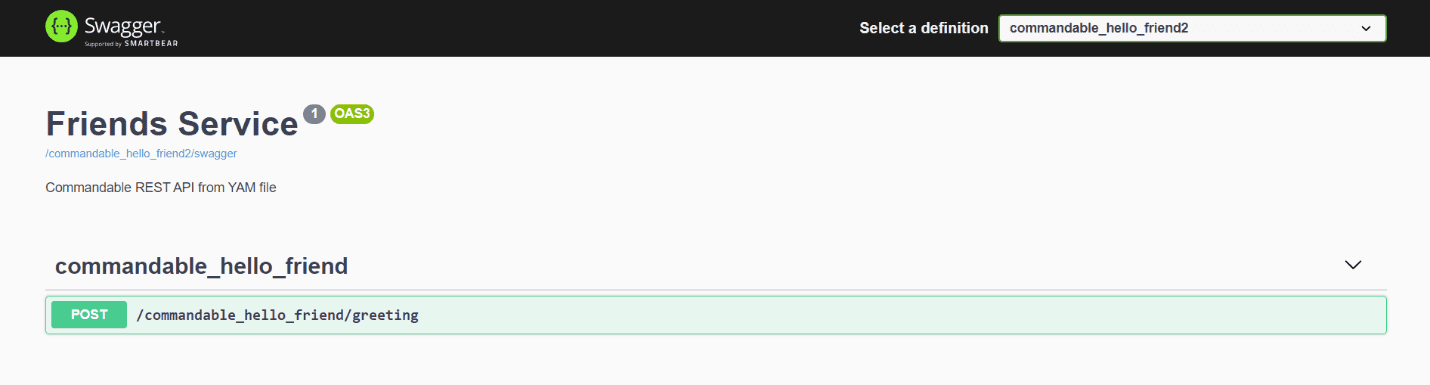 Swagger
Supported by SMARTBEAR
Select a definition
commandable_hello_friend2
Friends Service 1 OAS3
/commandable_hello_friend2/swagger
Commandable REST API from YAM file
commandable_hello_friend
POST /commandable_hello_friend/greeting